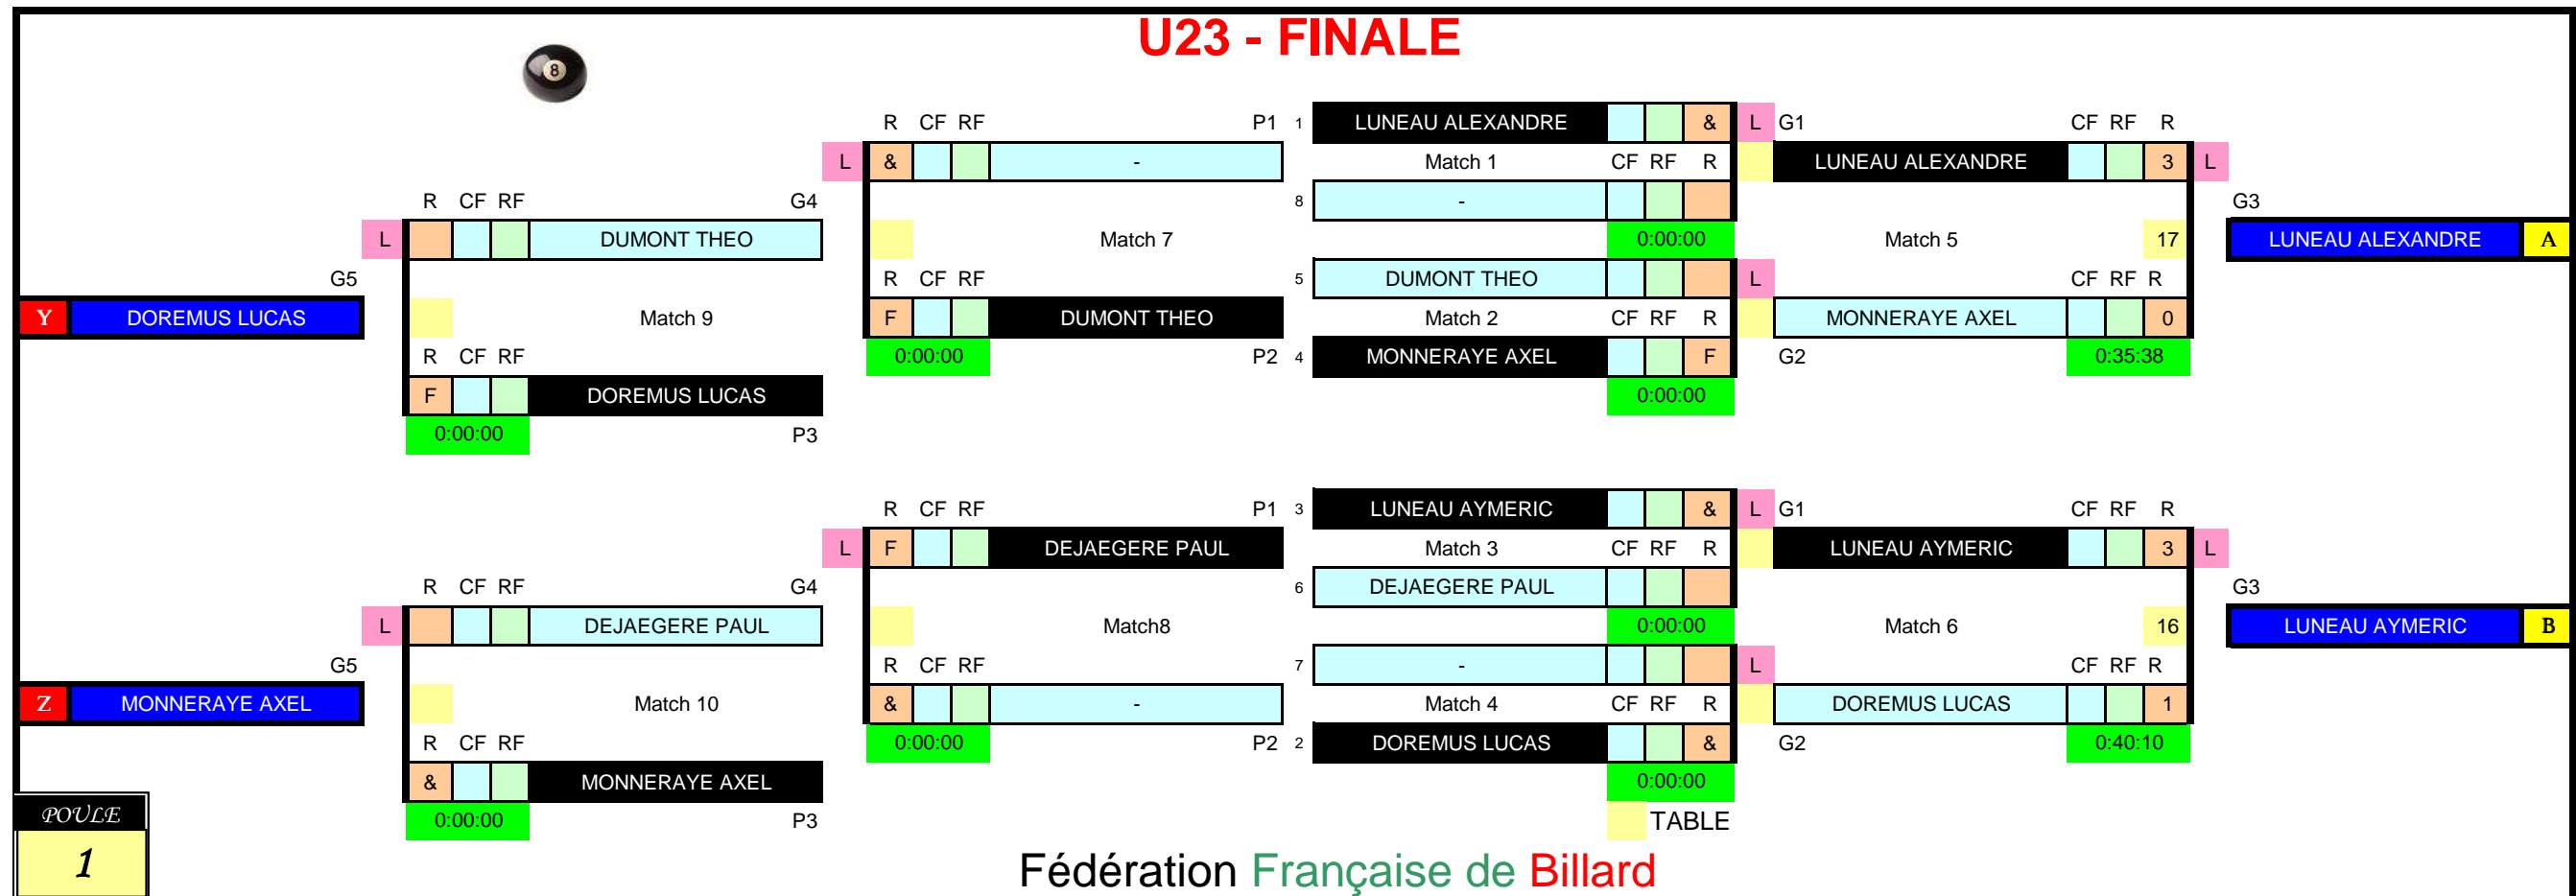 U23 - FINALE
8
R CF RF P1 1 LUNEAU ALEXANDRE & L G1 CF RF R
L & - Match 1 CF RF R LUNEAU ALEXANDRE 3 L
R CF RF G4 8 - G3
L DUMONT THEO Match 7 0:00:00 Match 5 17 LUNEAU ALEXANDRE A
G5 R CF RF 5 DUMONT THEO L CF RF R
Y DOREMUS LUCAS Match 9 F DUMONT THEO Match 2 CF RF R MONNERAYE AXEL 0
R CF RF 0:00:00 P2 4 MONNERAYE AXEL F G2 0:35:38
F DOREMUS LUCAS 0:00:00
0:00:00 P3
R CF RF P1 3 LUNEAU AYMERIC & L G1 CF RF R
L F DEJAEGERE PAUL Match 3 CF RF R LUNEAU AYMERIC 3 L
R CF RF G4 6 DEJAEGERE PAUL G3
L DEJAEGERE PAUL Match8 0:00:00 Match 6 16 LUNEAU AYMERIC B
G5 R CF RF 7 - L CF RF R
Z MONNERAYE AXEL Match 10 & - Match 4 CF RF R DOREMUS LUCAS 1
R CF RF 0:00:00 P2 2 DOREMUS LUCAS & G2 0:40:10
& MONNERAYE AXEL 0:00:00
POULE 0:00:00 P3 TABLE
1
Fédération Française de Billard